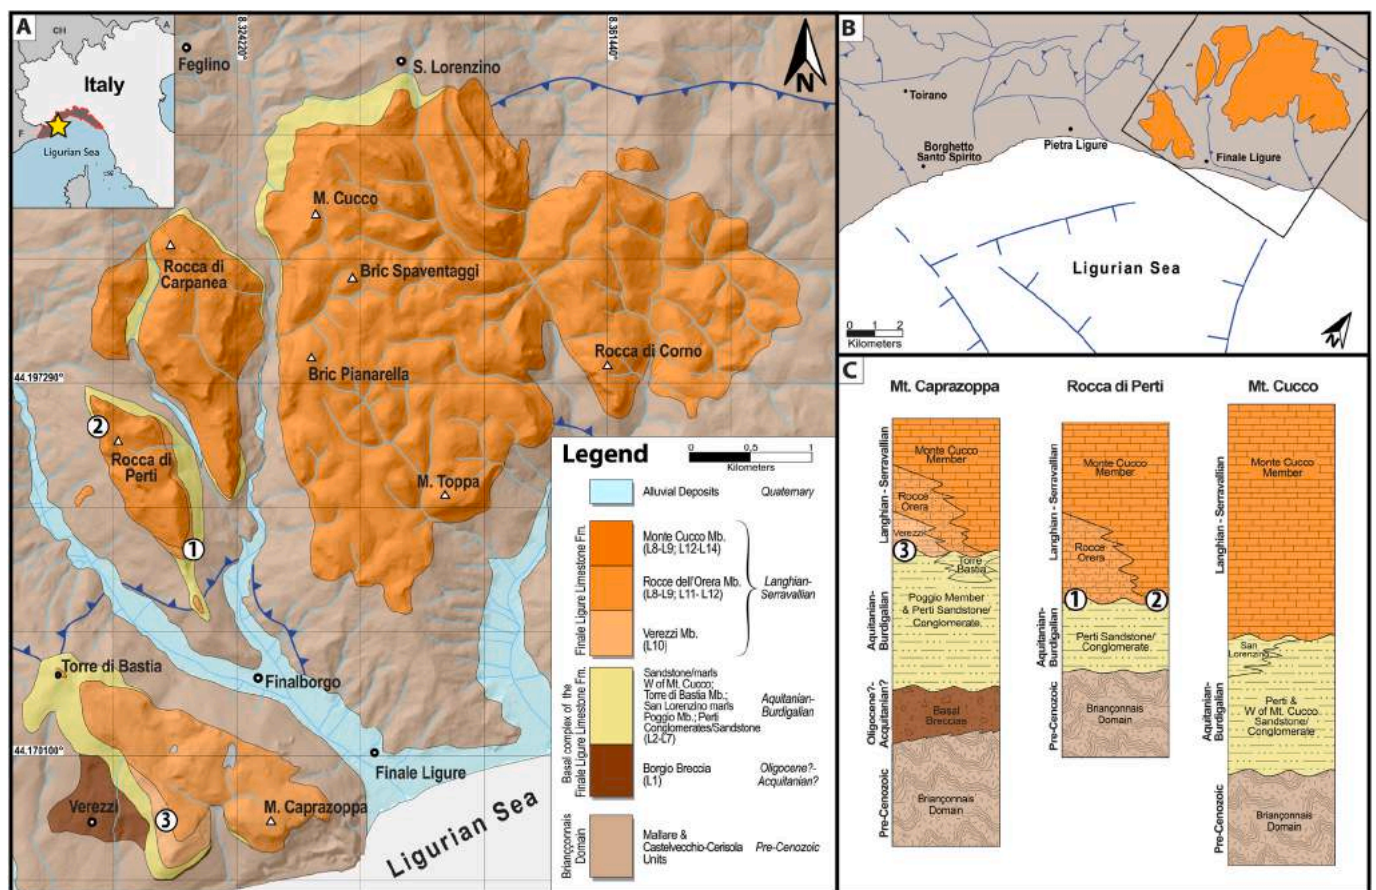 A
CH
A
Italy
F
Ligurian Sea
8.324220°
8.361440°
Feglino
S. Lorenzino
N
M. Cucco
Rocca di
Carpanea
Bric Spaventaggi
Bric Pianarella
Rocca di Corno
44.197290°
2
Rocca di
Perti
M. Toppa
1
Torre di Bastia
Finalborgo
44.170100°
Finale Ligure
Verezzi
3
M. Caprazoppa
Ligurian Sea
Legend
0 0.5 1
Kilometers
Alluvial Deposits
Quaternary
Finale Ligure Limestone Fm.
Monte Cucco Mb.
(L8-L9; L12-L14)
Rocce dell'Orera Mb.
(L8-L9; L11- L12)
Verezzi Mb.
(L10)
Langhian-
Serravallian
Basal complex of the
Finale Ligure Limestone Fm.
Sandstone/marls
W of Mt. Cucco;
Torre di Bastia Mb.;
San Lorenzino marls
Poggio Mb.; Perti
Conglomerates/Sandstone
(L2-L7)
Aquitanian-
Burdigalian
Borgio Breccia
(L1)
Oligocene?-
Acquitanian?
Briançonnais
Domain
Mallare &
Castelvecchio-Cerisola
Units
Pre-Cenozoic
B
Toirano
Borghetto
Santo Spirito
Pietra Ligure
Finale Ligure
Ligurian Sea
0 1 2
Kilometers
N
C
Mt. Caprazoppa
Langhian - Serravallian
Monte Cucco
Member
Rocce
Orera
Verezzi
3
Torre
Bastia
Aquitanian-
Burdigalian
Poggio Member
& Perti Sandstone/
Conglomerate
Oligocene?-
Acquitanian?
Basal
Brecciae
Pre-Cenozoic
Briançonnais
Domain
Rocca di Perti
Langhian - Serravallian
Monte Cucco
Member
Rocce
Orera
1
2
Aquitanian-
Burdigalian
Perti Sandstone/
Conglomerate
Pre-Cenozoic
Briançonnais
Domain
Mt. Cucco
Langhian - Serravallian
Monte Cucco
Member
San
Lorenzino
Aquitanian-
Burdigalian
Perti &
W of Mt. Cucco
Sandstone/
Conglomerate
Pre-Cenozoic
Briançonnais
Domain